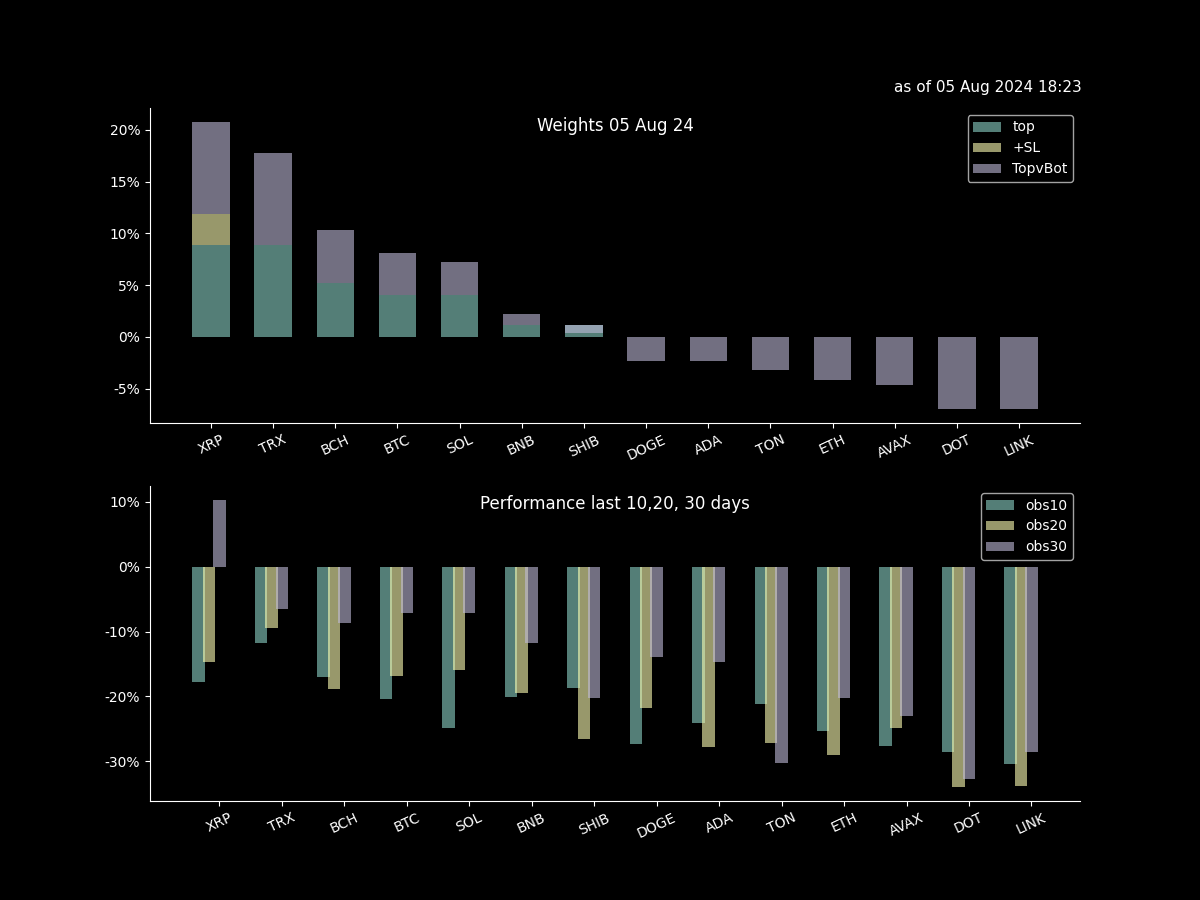 as of 05 Aug 2024 18:23
Weights 05 Aug 24
top
+SL
TopvBot
20%
15%
10%
5%
0%
-5%
XRP TRX BCH BTC SOL BNB SHIB DOGE ADA TON ETH AVAX DOT LINK
Performance last 10,20, 30 days
obs10
obs20
obs30
10%
0%
-10%
-20%
-30%
XRP TRX BCH BTC SOL BNB SHIB DOGE ADA TON ETH AVAX DOT LINK